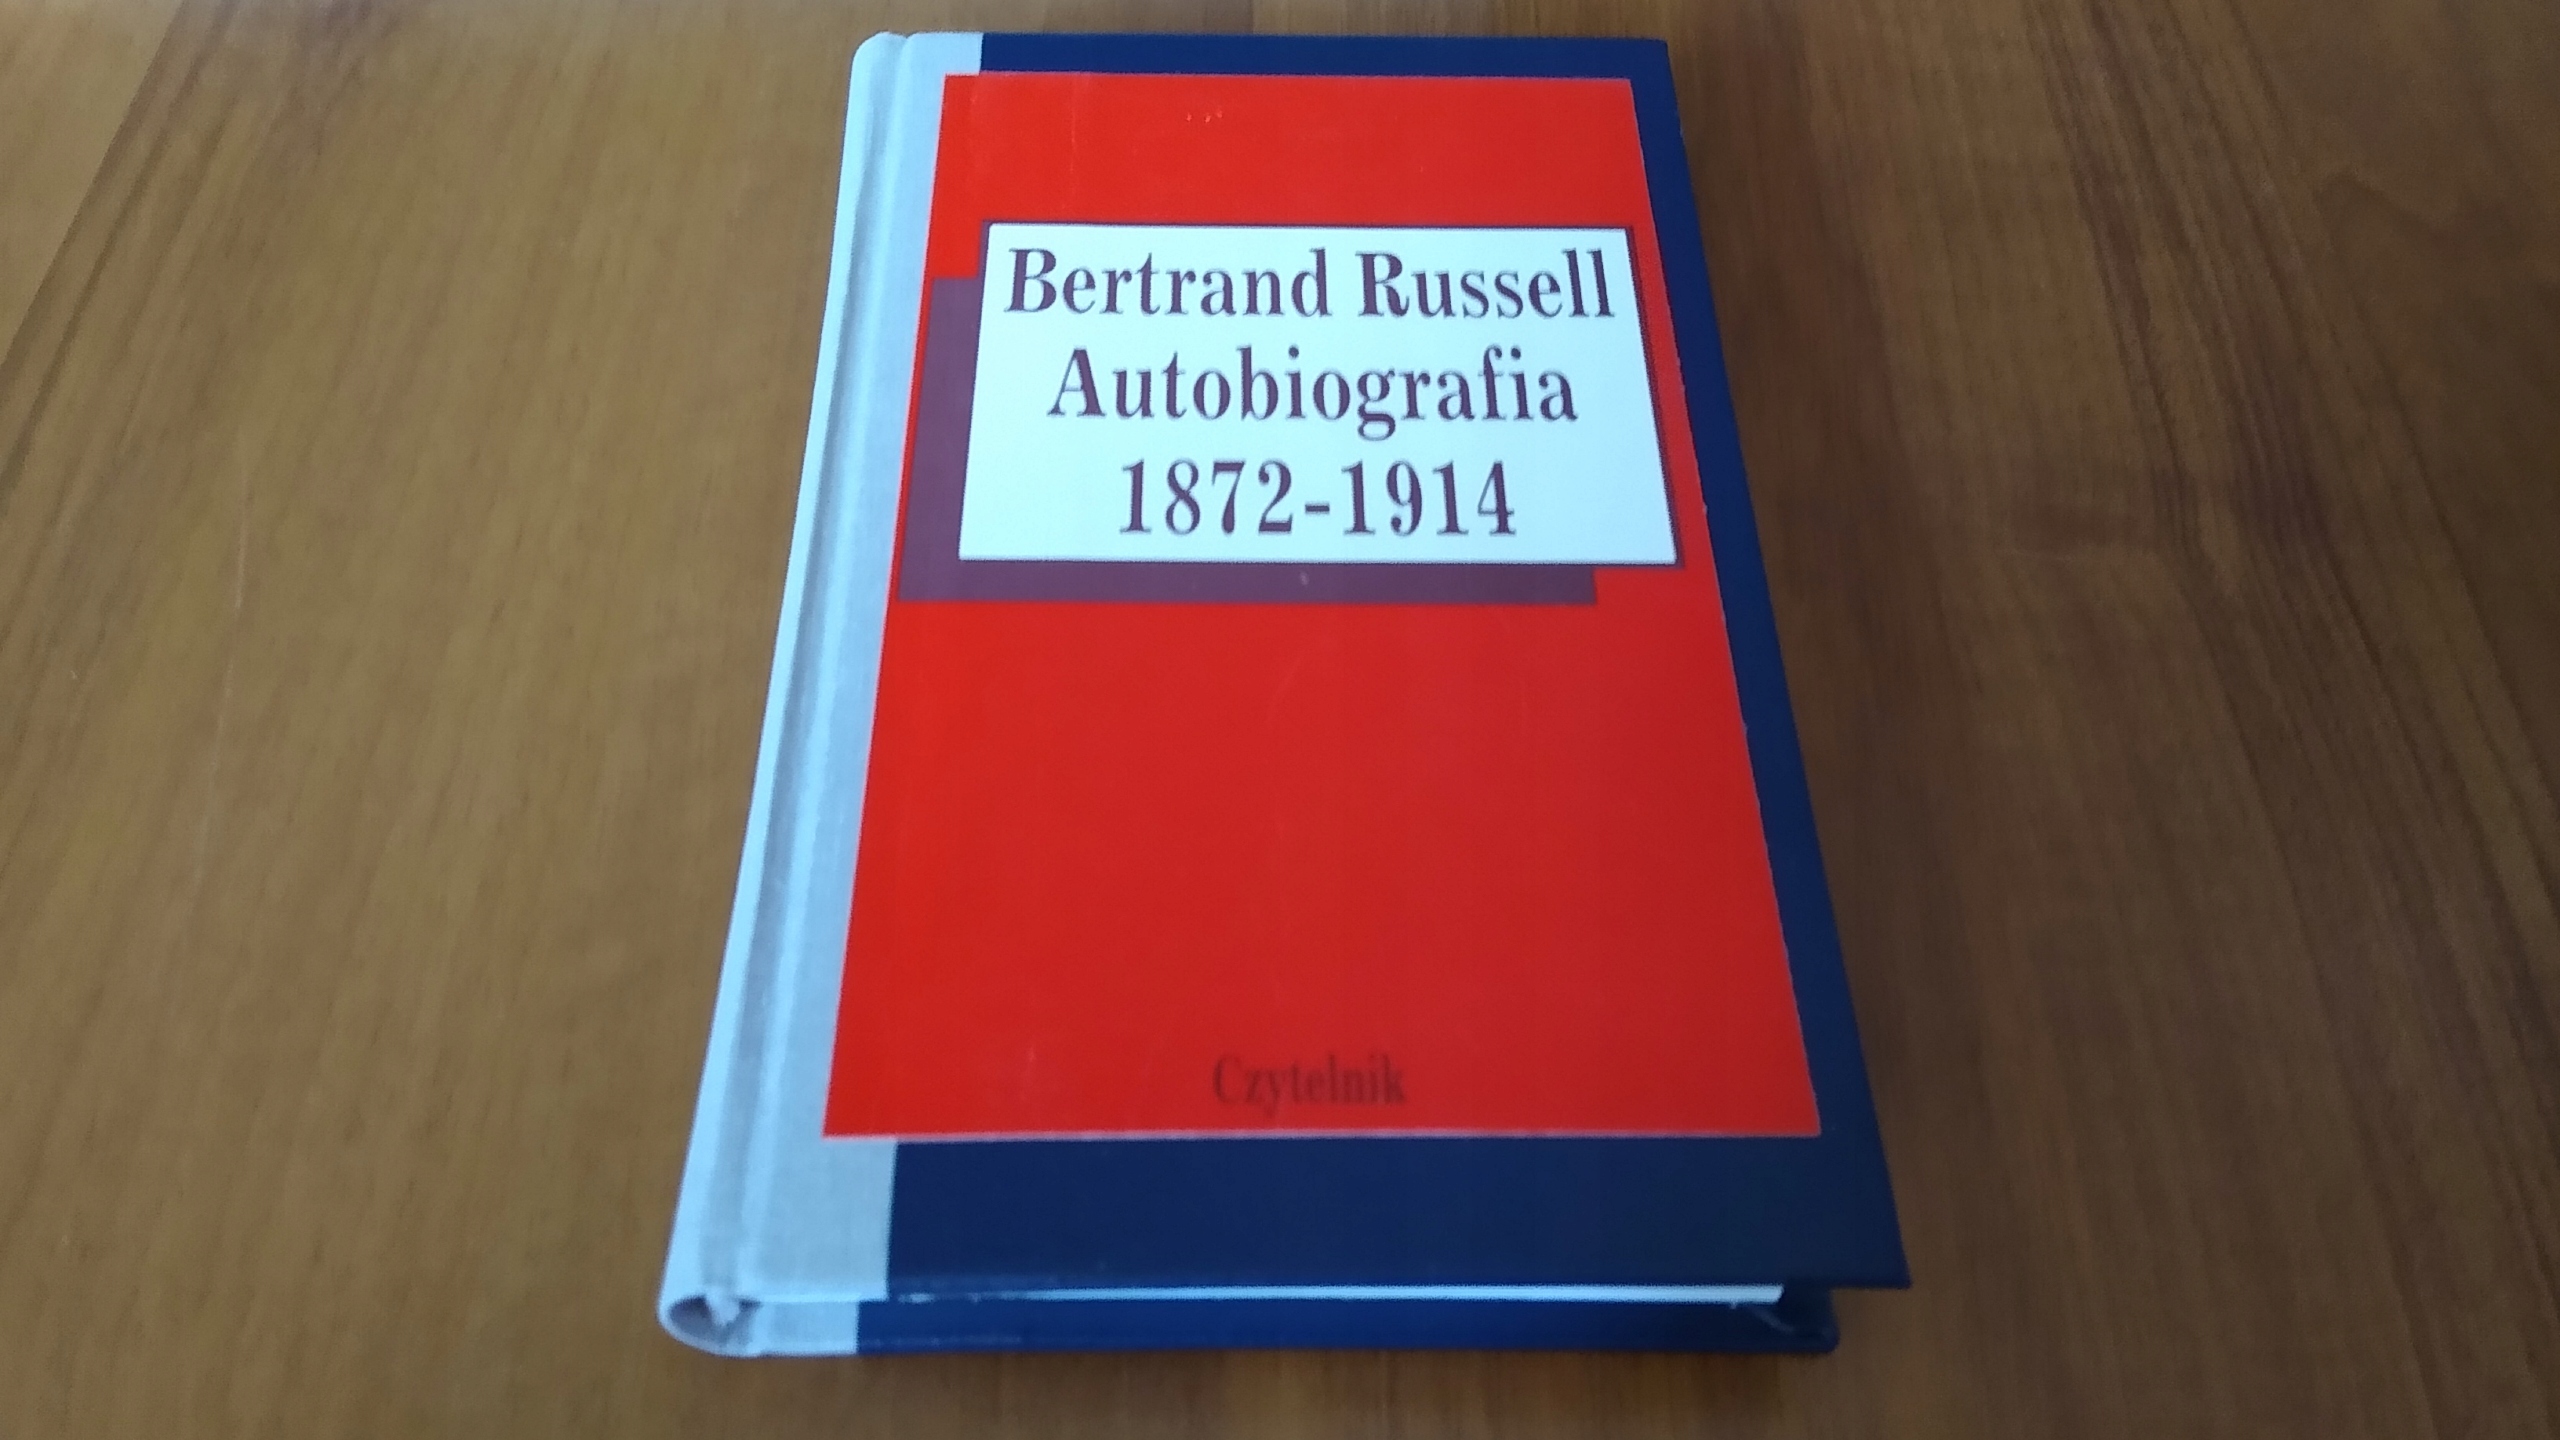 Bertrand Russell
Autobiografia
1872-1914
Czytelnik